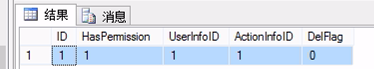 结果 消息
ID HasPermission UserInfoID ActionInfoID DelFlag
1 1 1 1 1 0